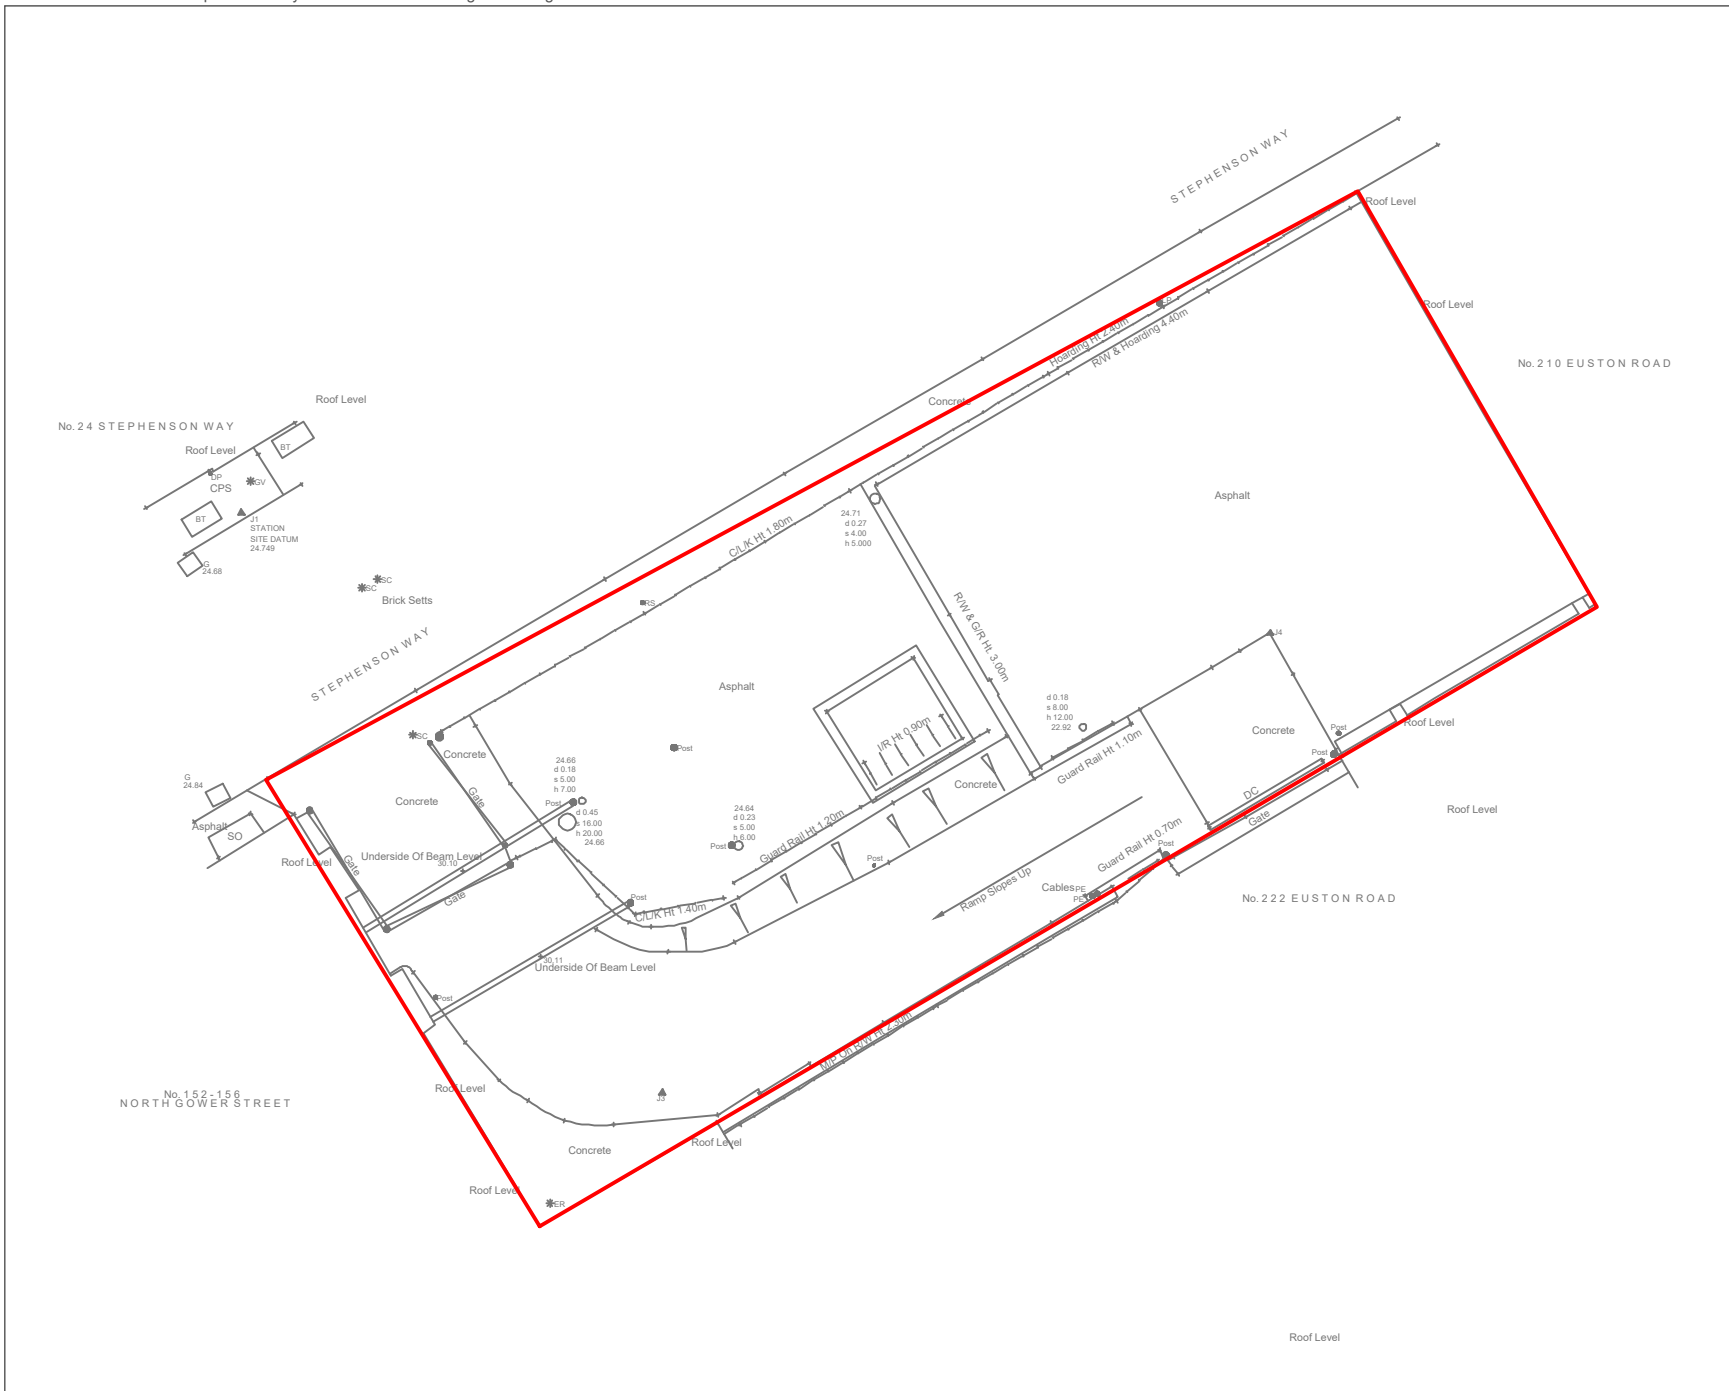 STEPHENSON WAY
Roof Level
Roof Level
Hoarding Ht 2.40m
R/W & Hoarding 4.40m
No. 210 EUSTON ROAD
Roof Level
Concrete
No. 24 STEPHENSON WAY
Roof Level
BT
DP
CPS
GV
BT
J1
STATION
SITE DATUM
24.749
G
24.68
Asphalt
24.71
d 0.27
s 4.00
h 5.000
C/L/K Ht 1.80m
SC
SC
Brick Setts
RS
STEPHENSON WAY
R/W & G/R Ht. 3.00m
J4
Asphalt
d 0.18
s 8.00
h 12.00
22.92
I/R Ht 0.90m
Roof Level
Post
Concrete
Post
SC
Concrete
Post
Guard Rail Ht 1.10m
24.66
d 0.18
s 5.00
h 7.00
Post
d 0.45
s 16.00
h 20.00
24.66
Concrete
Gate
Concrete
G
24.84
Asphalt
SO
DC
Gate
Roof Level
24.64
d 0.23
s 5.00
h 6.00
Post
Guard Rail Ht 1.20m
Guard Rail Ht 0.70m
Post
Post
Roof Level
Gate
Underside Of Beam Level
30.10
Gate
Ramp Slopes Up
Cables
PE
PE
No. 222 EUSTON ROAD
Post
C/L/K Ht 1.40m
30.11
Underside Of Beam Level
Post
M/P On R/W Ht 2.30m
Roof Level
No. 152-156
NORTH GOWER STREET
J3
Roof Level
Concrete
Roof Level
ER
Roof Level